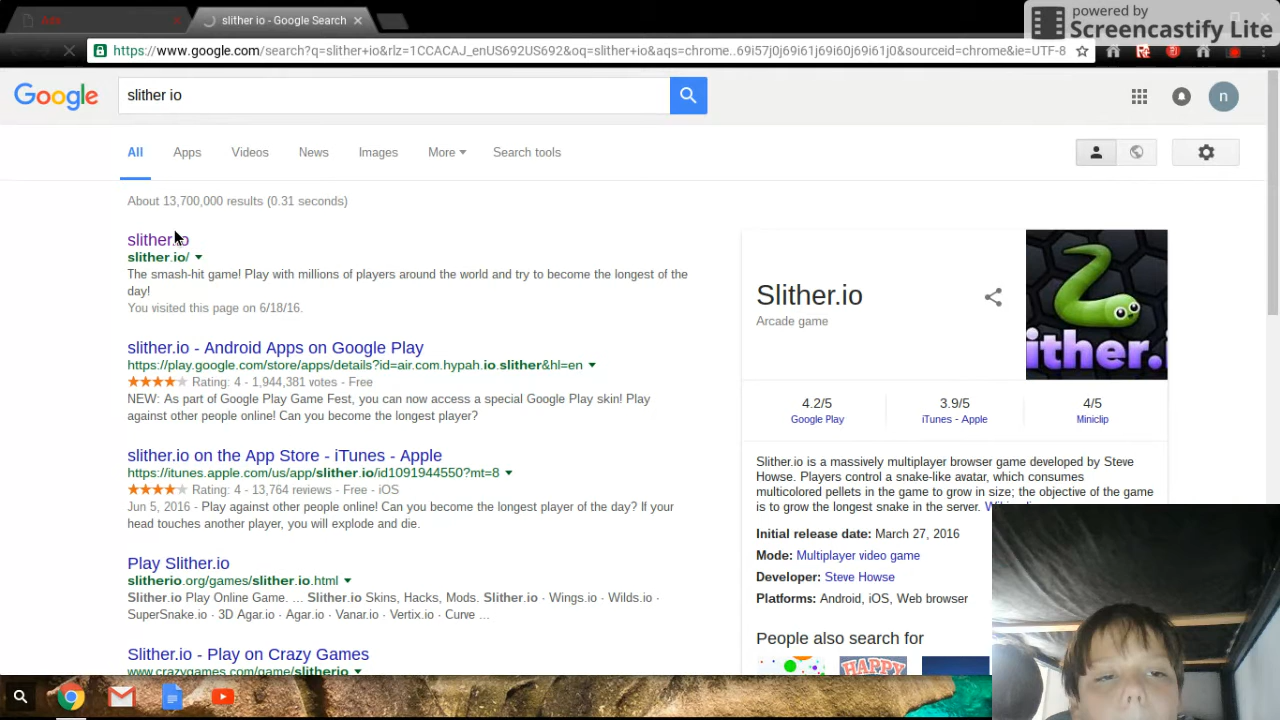 Ads
slither io - Google Search
powered by
Screencastify Lite
https://www.google.com/search?q=slither+io&rlz=1CCACAJ_enUS692US692&oq=slither+io&aqs=chrome..69i57j0j69i61j69i60j69i61j0&sourceid=chrome&ie=UTF-8
Google
slither io
n
All
Apps
Videos
News
Images
More
Search tools
About 13,700,000 results (0.31 seconds)
slither.io
slither.io/
The smash-hit game! Play with millions of players around the world and try to become the longest of the
day!
You visited this page on 6/18/16.
slither.io - Android Apps on Google Play
https://play.google.com/store/apps/details?id=air.com.hypah.io.slither&hl=en
Rating: 4 - 1,944,381 votes - Free
NEW: As part of Google Play Game Fest, you can now access a special Google Play skin! Play
against other people online! Can you become the longest player?
slither.io on the App Store - iTunes - Apple
https://itunes.apple.com/us/app/slither.io/id1091944550?mt=8
Rating: 4 - 13,764 reviews - Free - iOS
Jun 5, 2016 - Play against other people online! Can you become the longest player of the day? If your
head touches another player, you will explode and die.
Play Slither.io
slitherio.org/games/slither.io.html
Slither.io Play Online Game. ... Slither.io Skins, Hacks, Mods. Slither.io · Wings.io · Wilds.io ·
SuperSnake.io · 3D Agar.io · Agar.io · Vanar.io · Vertix.io · Curve ...
Slither.io - Play on Crazy Games
www.crazygames.com/game/slitherio
Slither.io
Arcade game
ither.i
4.2/5
Google Play
3.9/5
iTunes - Apple
4/5
Miniclip
Slither.io is a massively multiplayer browser game developed by Steve
Howse. Players control a snake-like avatar, which consumes
multicolored pellets in the game to grow in size; the objective of the game
is to grow the longest snake in the server.
Initial release date: March 27, 2016
Mode: Multiplayer video game
Developer: Steve Howse
Platforms: Android, iOS, Web browser
People also search for
HAPPY